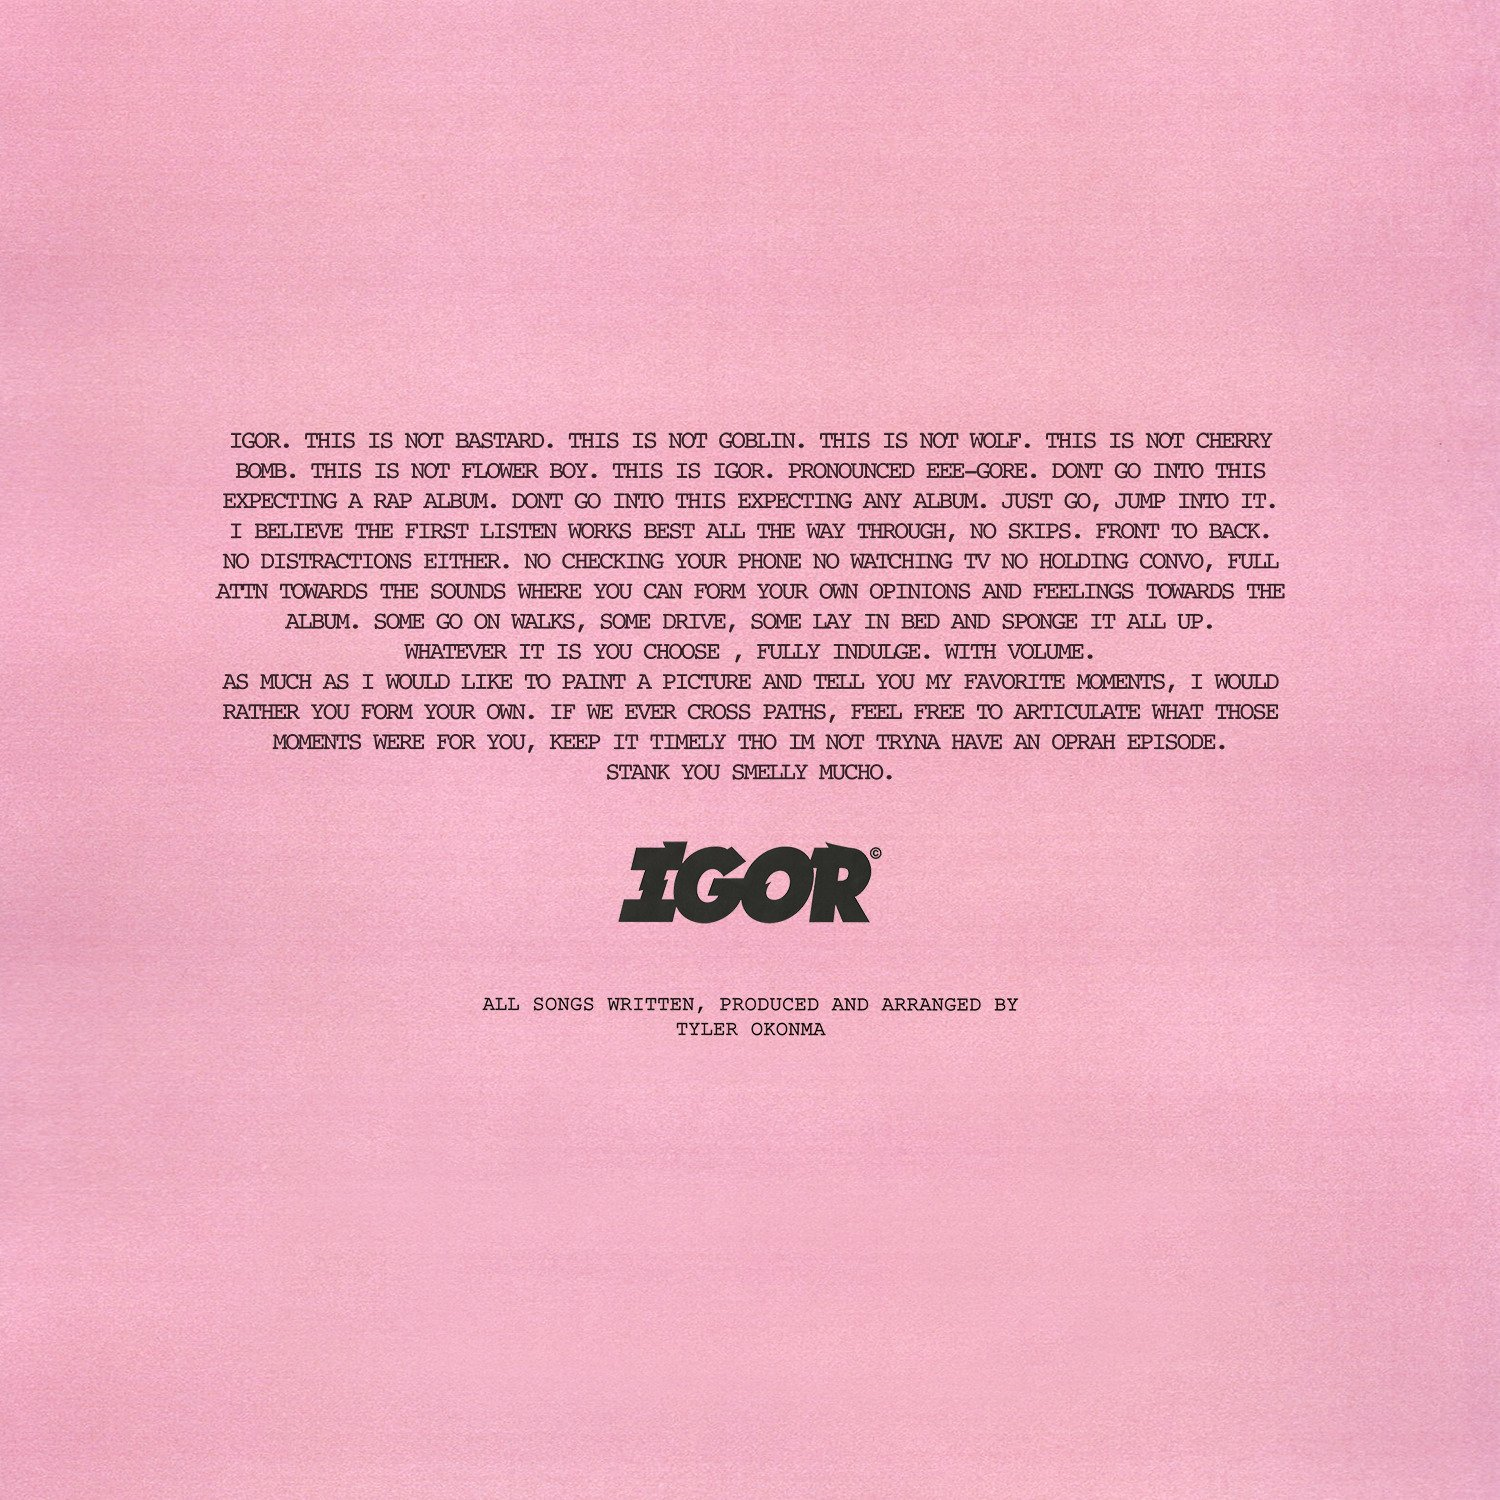 IGOR. THIS IS NOT BASTARD. THIS IS NOT GOBLIN. THIS IS NOT WOLF. THIS IS NOT CHERRY
BOMB. THIS IS NOT FLOWER BOY. THIS IS IGOR. PRONOUNCED EEE-GORE. DONT GO INTO THIS
EXPECTING A RAP ALBUM. DONT GO INTO THIS EXPECTING ANY ALBUM. JUST GO, JUMP INTO IT.
I BELIEVE THE FIRST LISTEN WORKS BEST ALL THE WAY THROUGH, NO SKIPS. FRONT TO BACK.
NO DISTRACTIONS EITHER. NO CHECKING YOUR PHONE NO WATCHING TV NO HOLDING CONVO, FULL
ATTN TOWARDS THE SOUNDS WHERE YOU CAN FORM YOUR OWN OPINIONS AND FEELINGS TOWARDS THE
ALBUM. SOME GO ON WALKS, SOME DRIVE, SOME LAY IN BED AND SPONGE IT ALL UP.
WHATEVER IT IS YOU CHOOSE , FULLY INDULGE. WITH VOLUME.
AS MUCH AS I WOULD LIKE TO PAINT A PICTURE AND TELL YOU MY FAVORITE MOMENTS, I WOULD
RATHER YOU FORM YOUR OWN. IF WE EVER CROSS PATHS, FEEL FREE TO ARTICULATE WHAT THOSE
MOMENTS WERE FOR YOU, KEEP IT TIMELY THO IM NOT TRYNA HAVE AN OPRAH EPISODE.
STANK YOU SMELLY MUCHO.
IGOR©
ALL SONGS WRITTEN, PRODUCED AND ARRANGED BY
TYLER OKONMA